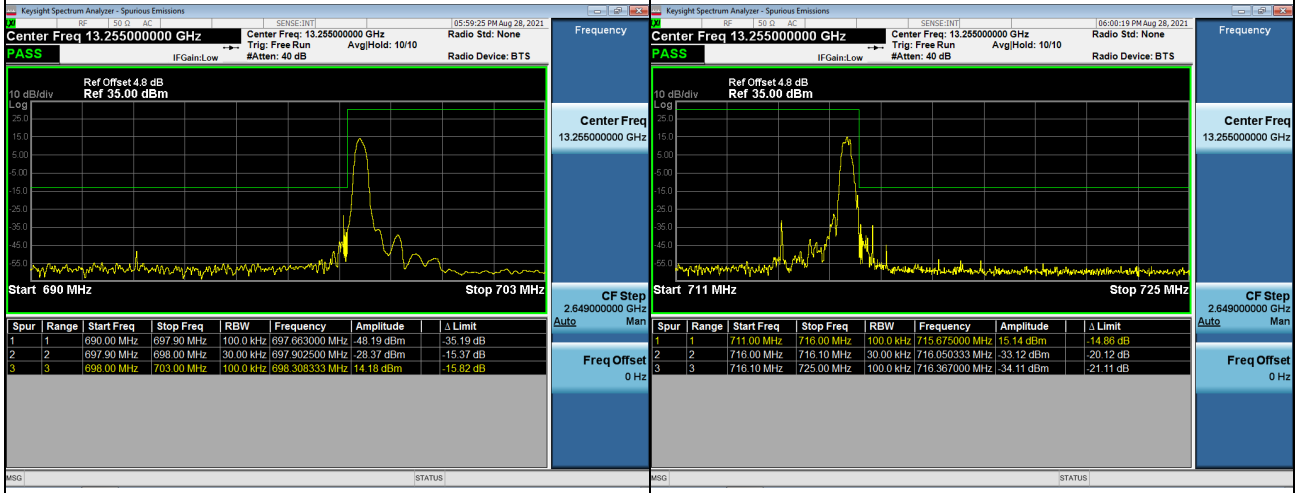 Keysight Spectrum Analyzer - Spurious Emissions
RF 50 Ω AC SENSE:INT 05:59:25 PM Aug 28, 2021
Center Freq 13.255000000 GHz Center Freq: 13.255000000 GHz Radio Std: None
Trig: Free Run Avg|Hold: 10/10
PASS IFGain:Low #Atten: 40 dB Radio Device: BTS
Ref Offset 4.8 dB
10 dB/div Ref 35.00 dBm
Log
25.0
15.0
5.00
-5.00
-15.0
-25.0
-35.0
-45.0
-55.0
Start 690 MHz Stop 703 MHz
Spur Range Start Freq Stop Freq RBW Frequency Amplitude Δ Limit
1 1 690.00 MHz 697.90 MHz 100.0 kHz 697.663000 MHz -48.19 dBm -35.19 dB
2 2 697.90 MHz 698.00 MHz 30.00 kHz 697.902500 MHz -28.37 dBm -15.37 dB
3 3 698.00 MHz 703.00 MHz 100.0 kHz 698.308333 MHz 14.18 dBm -15.82 dB
MSG STATUS
Frequency
Center Freq
13.255000000 GHz
CF Step
2.649000000 GHz
Auto Man
Freq Offset
0 Hz
Keysight Spectrum Analyzer - Spurious Emissions
RF 50 Ω AC SENSE:INT 06:00:19 PM Aug 28, 2021
Center Freq 13.255000000 GHz Center Freq: 13.255000000 GHz Radio Std: None
Trig: Free Run Avg|Hold: 10/10
PASS IFGain:Low #Atten: 40 dB Radio Device: BTS
Ref Offset 4.8 dB
10 dB/div Ref 35.00 dBm
Log
25.0
15.0
5.00
-5.00
-15.0
-25.0
-35.0
-45.0
-55.0
Start 711 MHz Stop 725 MHz
Spur Range Start Freq Stop Freq RBW Frequency Amplitude Δ Limit
1 1 711.00 MHz 716.00 MHz 100.0 kHz 715.675000 MHz 15.14 dBm -14.86 dB
2 2 716.00 MHz 716.10 MHz 30.00 kHz 716.050333 MHz -33.12 dBm -20.12 dB
3 3 716.10 MHz 725.00 MHz 100.0 kHz 716.367000 MHz -34.11 dBm -21.11 dB
MSG STATUS
Frequency
Center Freq
13.255000000 GHz
CF Step
2.649000000 GHz
Auto Man
Freq Offset
0 Hz